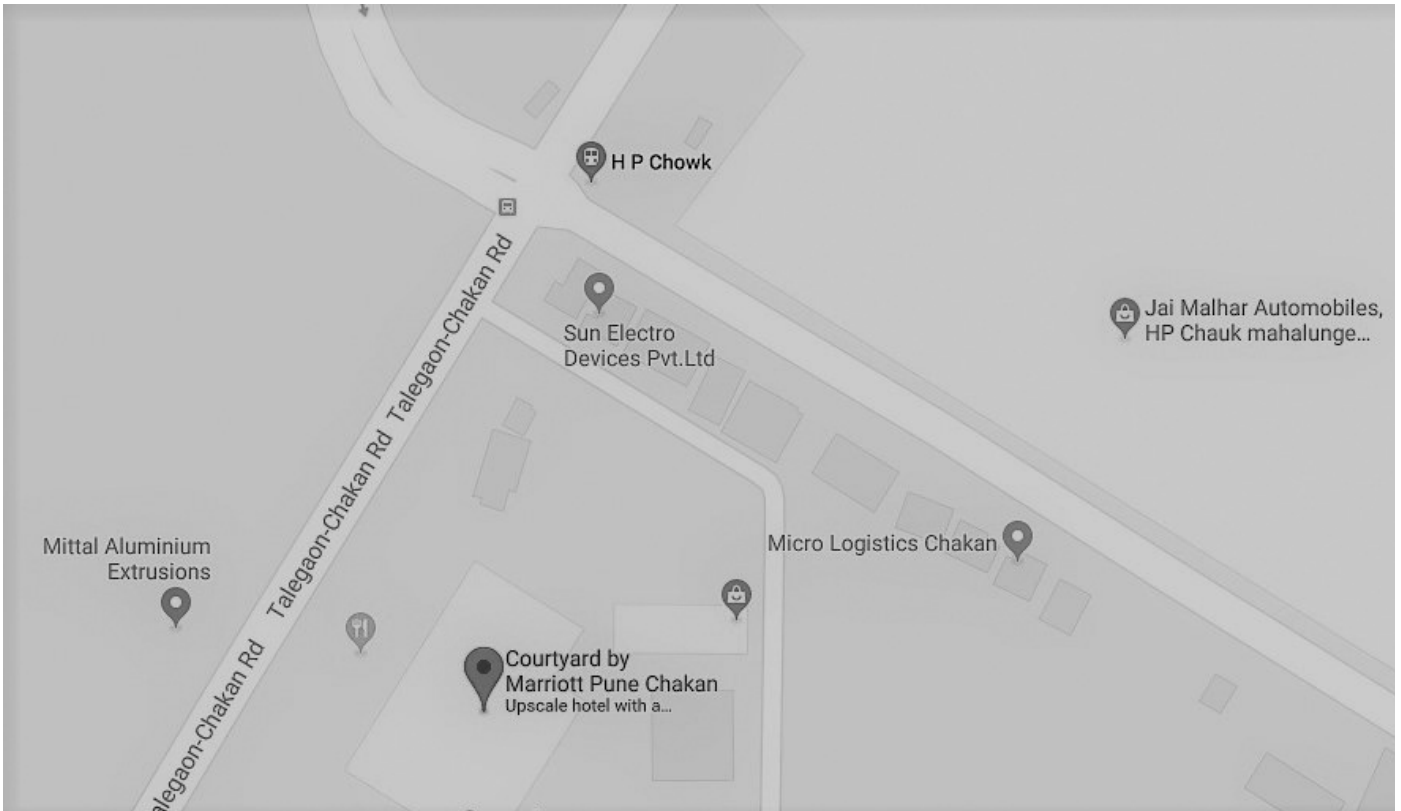 H P Chowk
Talegaon-Chakan Rd
Sun Electro
Devices Pvt.Ltd
Jai Malhar Automobiles,
HP Chauk mahalunge...
Talegaon-Chakan Rd
Mittal Aluminium
Extrusions
Micro Logistics Chakan
Talegaon-Chakan Rd
Courtyard by
Marriott Pune Chakan
Upscale hotel with a...